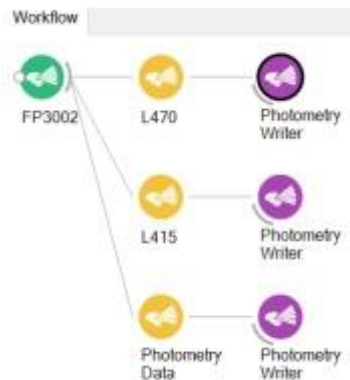 Workflow
FP3002
L470
Photometry
Writer
L415
Photometry
Writer
Photometry
Data
Photometry
Writer